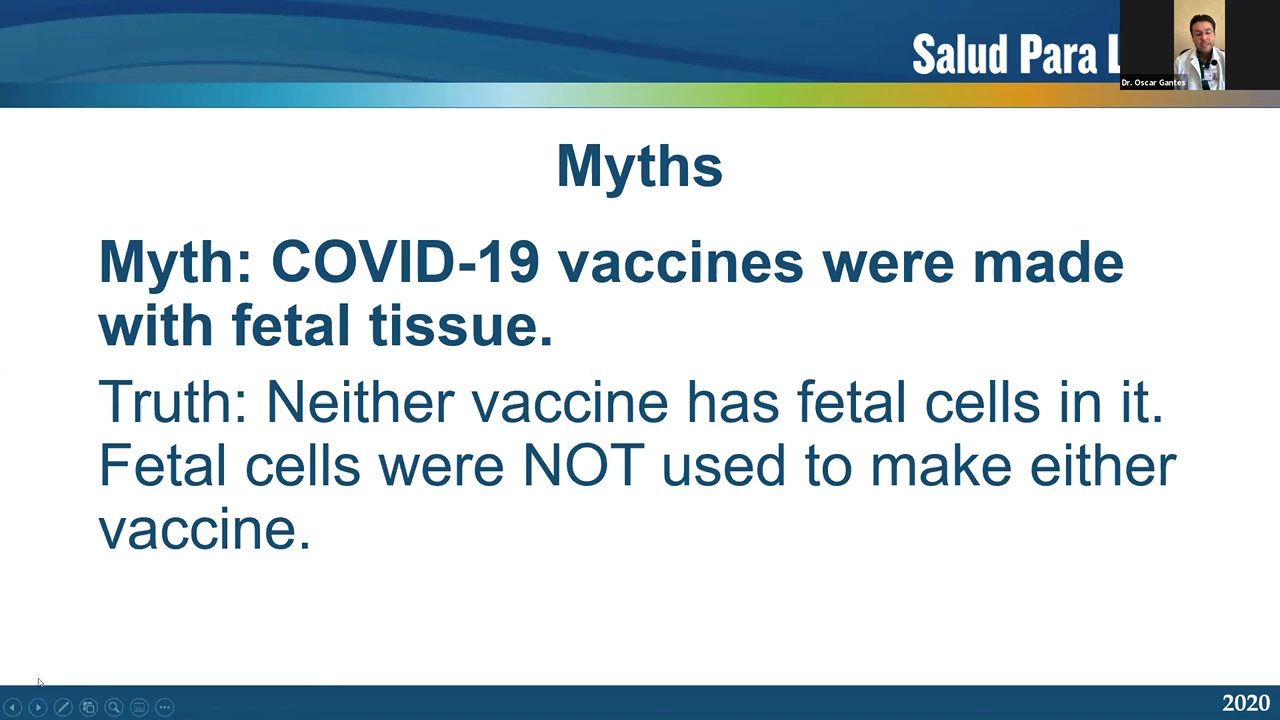 Salud Para L
Dr. Oscar Gantes
Myths
Myth: COVID-19 vaccines were made
with fetal tissue.
Truth: Neither vaccine has fetal cells in it.
Fetal cells were NOT used to make either
vaccine.
2020